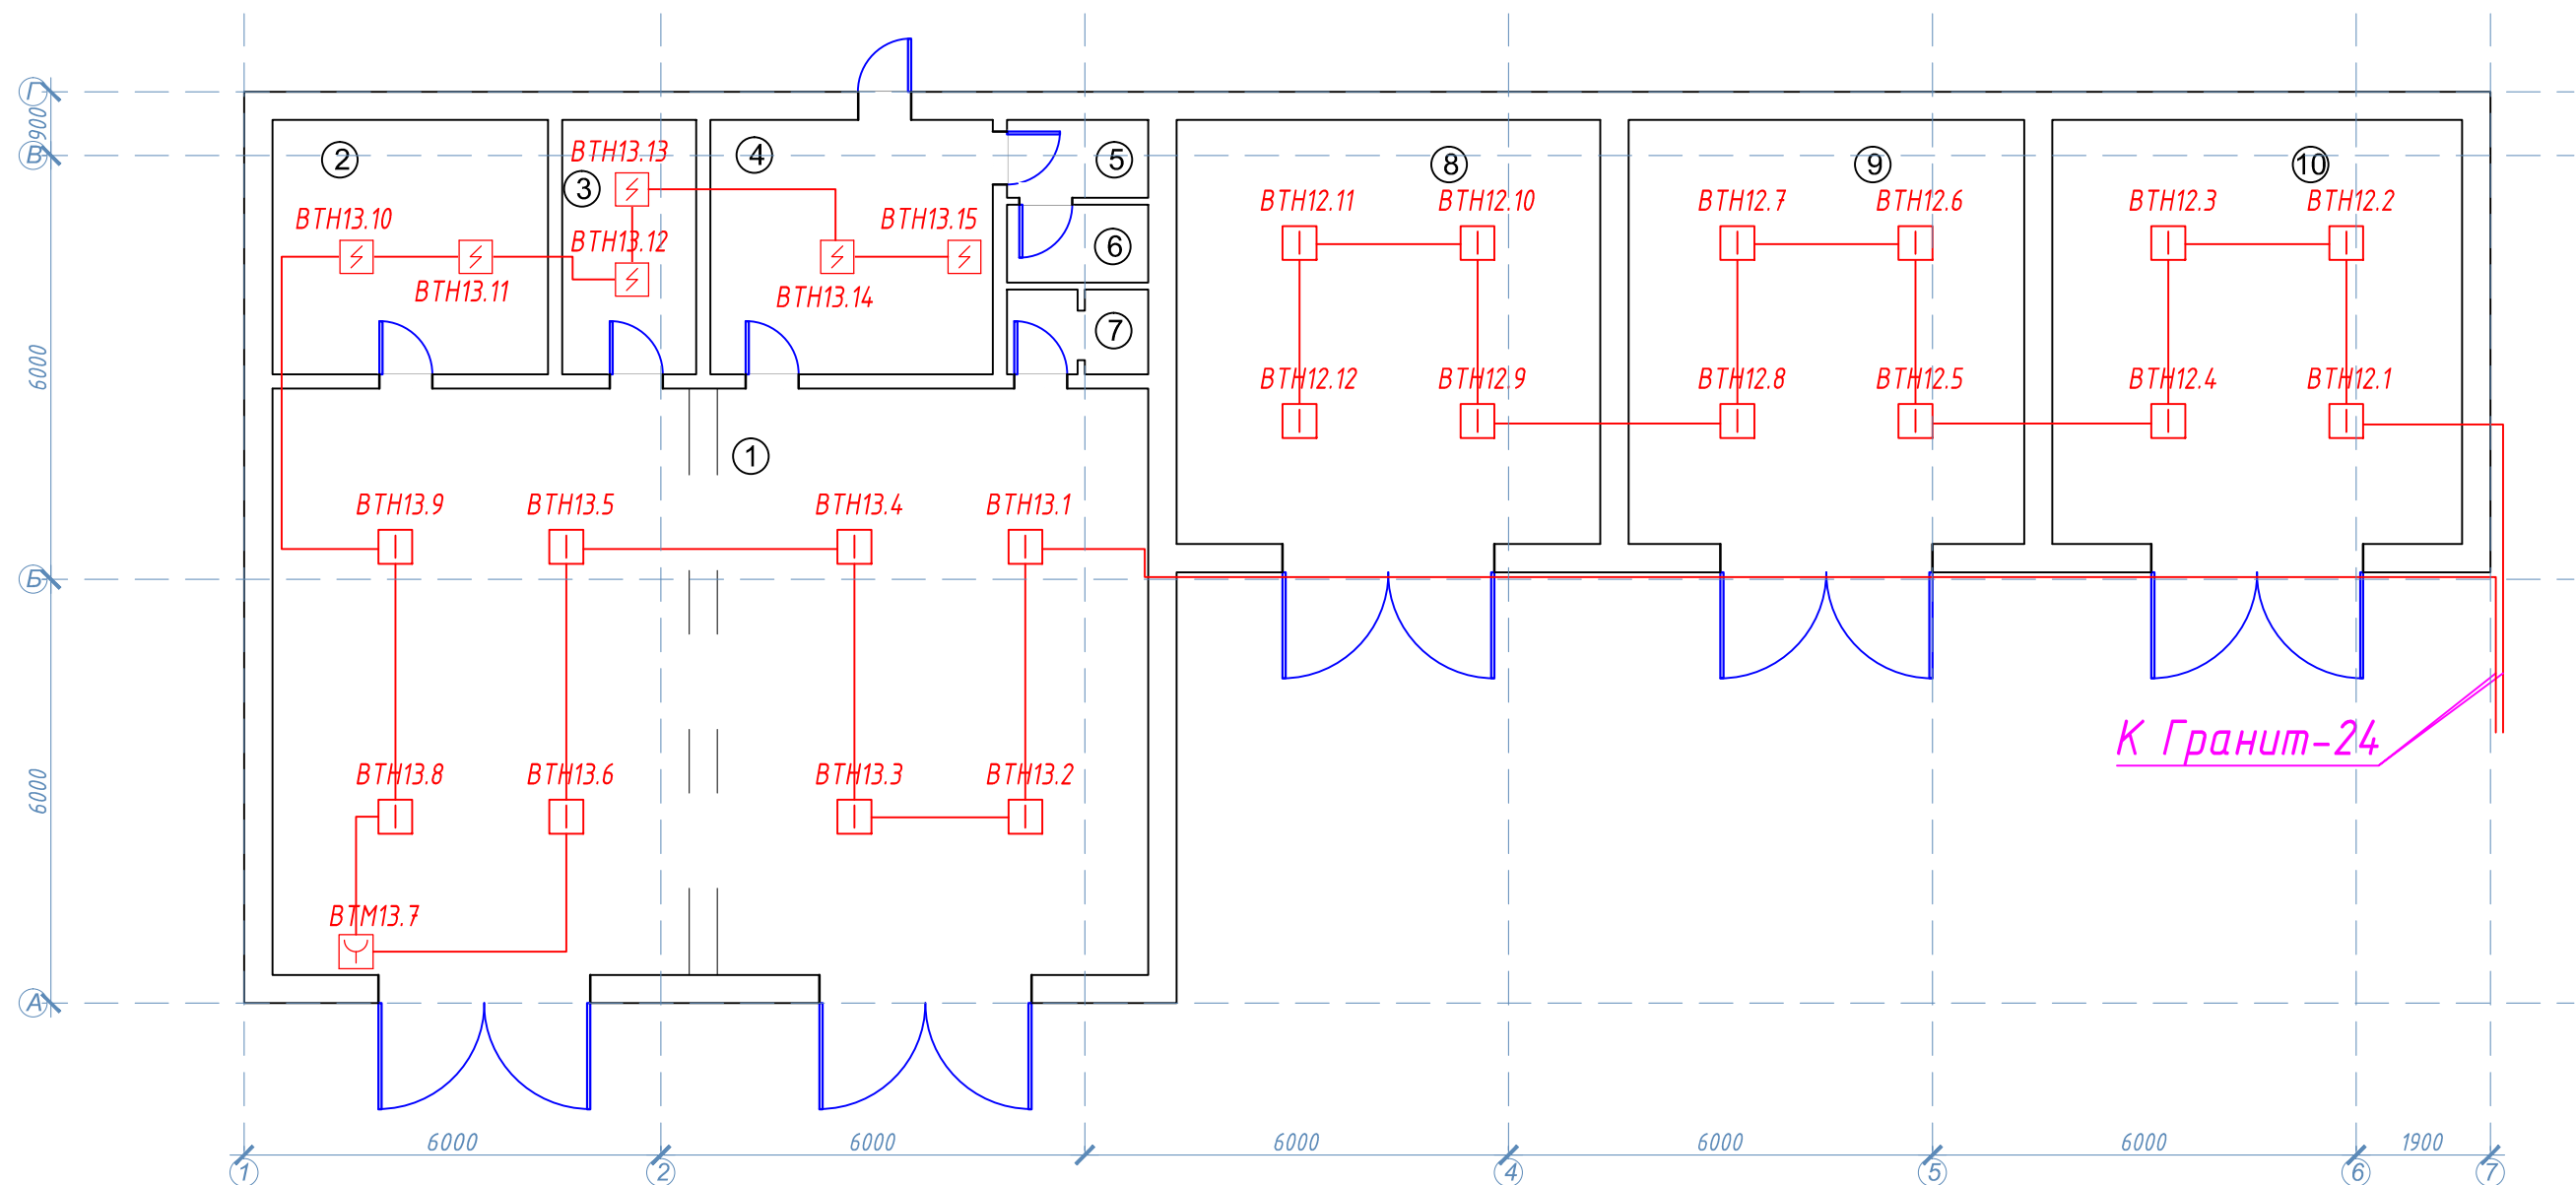 Г
900
В
2
ВТН13.13
4
5
8
9
10
3
ВТН13.10
ВТН13.15
ВТН12.11
ВТН12.10
ВТН12.7
ВТН12.6
ВТН12.3
ВТН12.2
ВТН13.12
6
ВТН13.11
ВТН13.14
7
6000
ВТН12.12
ВТН12.9
ВТН12.8
ВТН12.5
ВТН12.4
ВТН12.1
1
ВТН13.9
ВТН13.5
ВТН13.4
ВТН13.1
Б
К Гранит-24
6000
ВТН13.8
ВТН13.6
ВТН13.3
ВТН13.2
ВТМ13.7
А
6000
6000
6000
6000
6000
1900
1
2
4
5
6
7